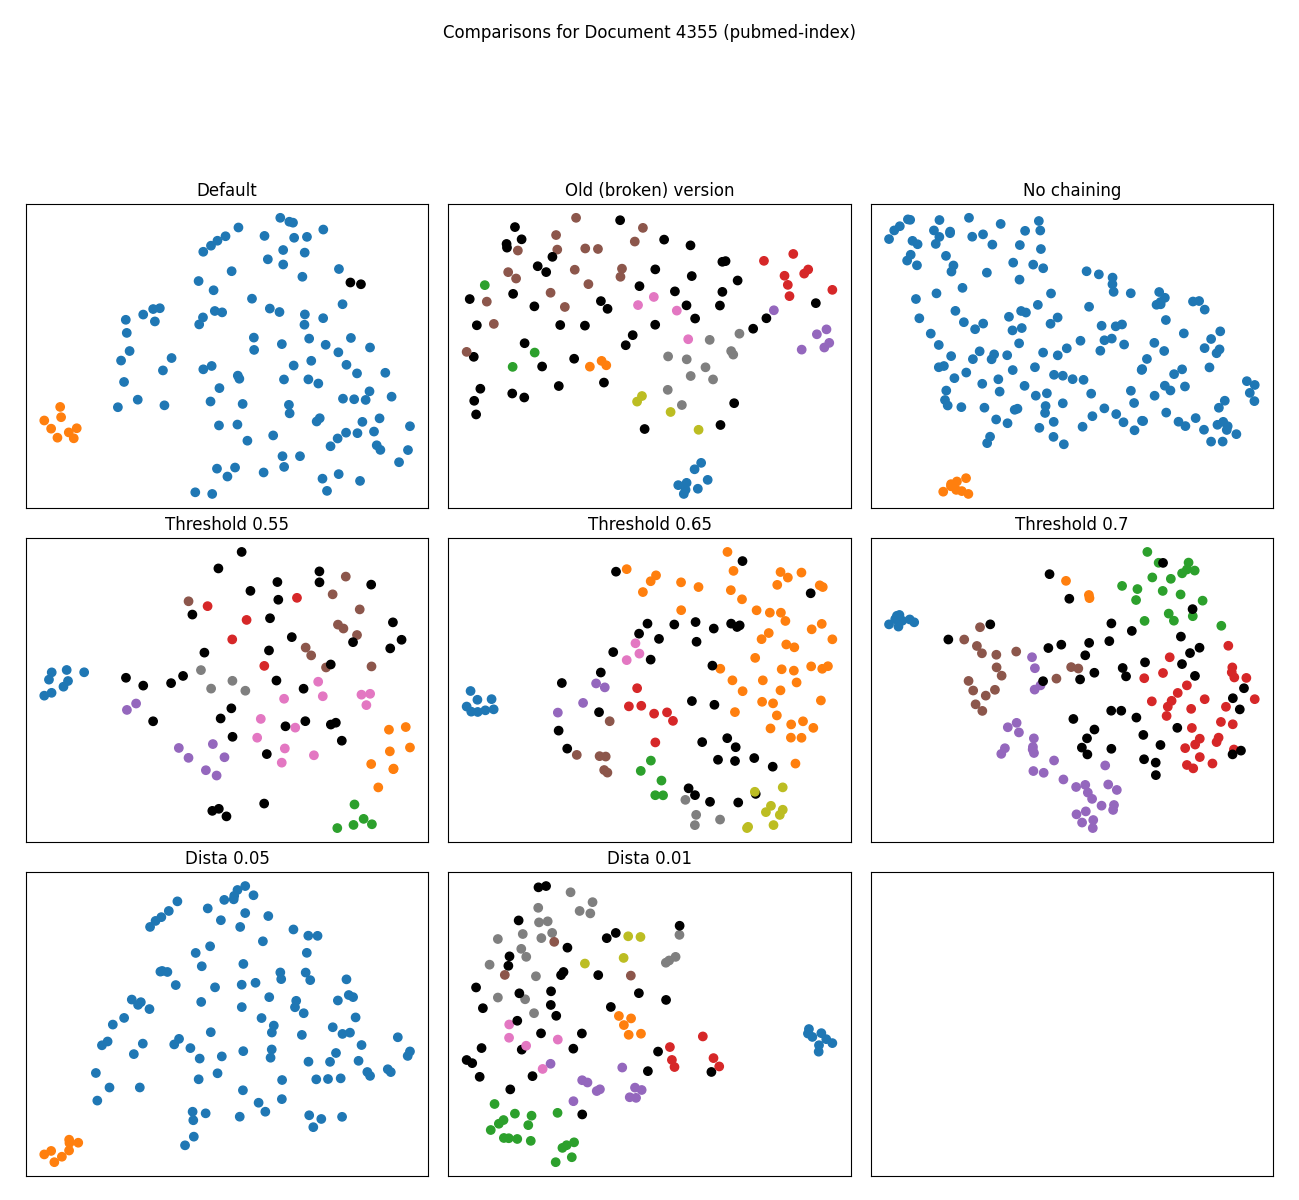 Comparisons for Document 4355 (pubmed-index)
Default
Old (broken) version
No chaining
Threshold 0.55
Threshold 0.65
Threshold 0.7
Dista 0.05
Dista 0.01